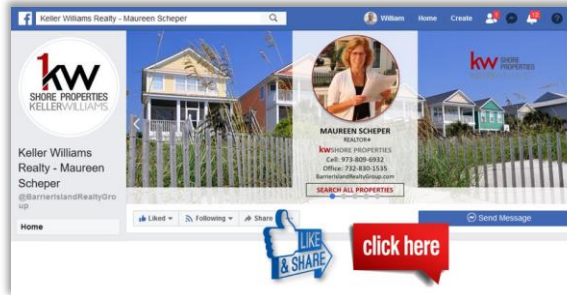 Keller Williams Realty - Maureen Scheper
William Home Create
kw
SHORE PROPERTIES
KELLERWILLIAMS
kw
SHORE PROPERTIES
MAUREEN SCHEPER
REALTOR®
kw SHORE PROPERTIES
Cell: 973-809-6932
Office: 732-830-1535
BarrierIslandRealtyGroup.com
SEARCH ALL PROPERTIES
Keller Williams
Realty - Maureen
Scheper
@BarrierIslandRealtyGro
up
Home
Liked Following Share
Send Message
LIKE
& SHARE
click here